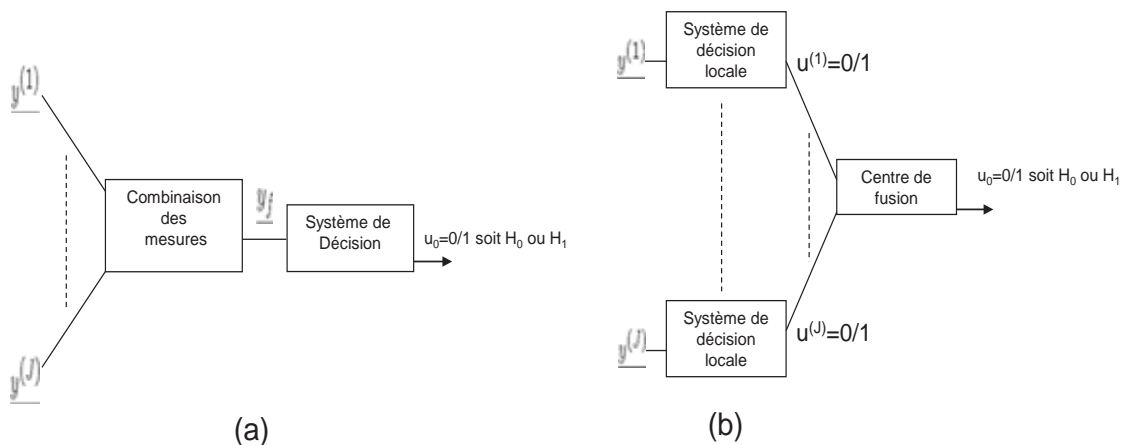 y(1)
y(J)
Combinaison
des
mesures
yf
Système de
Décision
u0=0/1 soit H0 ou H1
(a)
y(1)
Système de
décision
locale
u(1)=0/1
y(J)
Système de
décision
locale
u(J)=0/1
Centre de
fusion
u0=0/1 soit H0 ou H1
(b)